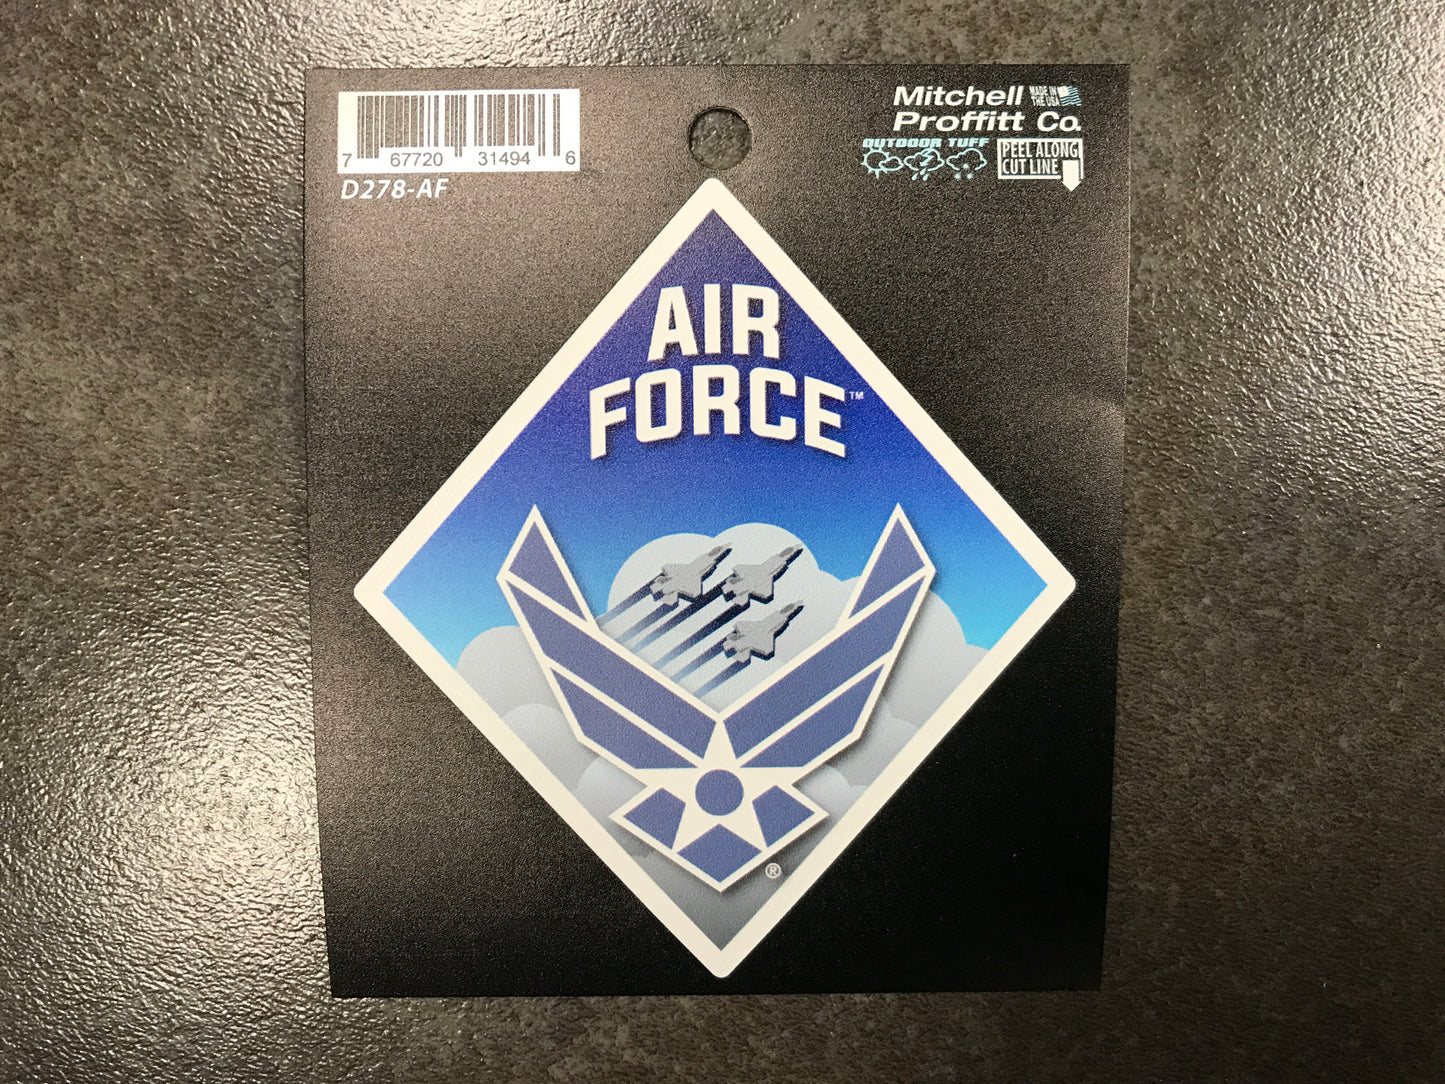 7 67720 31494 6
D278-AF
Mitchell MADE IN THE USA
Proffitt Co.
OUTDOOR TUFF
PEEL ALONG
CUT LINE
AIR
FORCE™
®